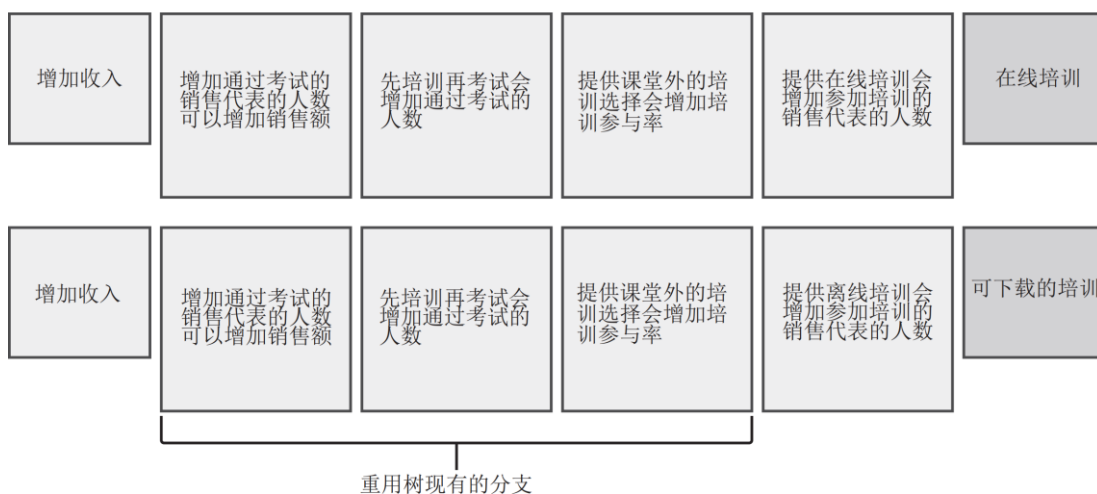 增加收入
增加通过考试的
销售代表的人数
可以增加销售额
先培训再考试会
增加通过考试的
人数
提供课堂外的培
训选择会增加培
训参与率
提供在线培训会
增加参加培训的
销售代表的人数
在线培训
增加收入
增加通过考试的
销售代表的人数
可以增加销售额
先培训再考试会
增加通过考试的
人数
提供课堂外的培
训选择会增加培
训参与率
提供离线培训会
增加参加培训的
销售代表的人数
可下载的培训
重用树现有的分支